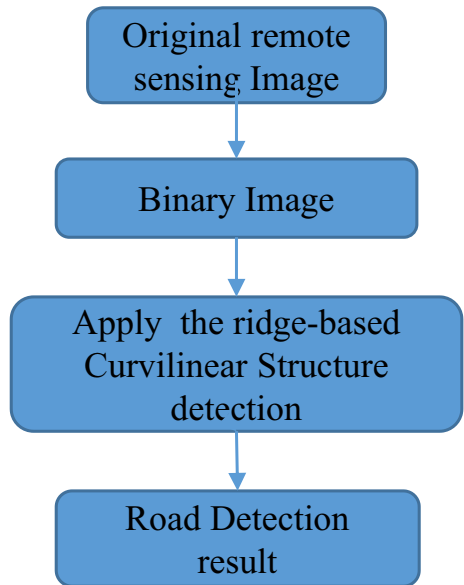 Original remote
sensing Image
Binary Image
Apply the ridge-based
Curvilinear Structure
detection
Road Detection
result